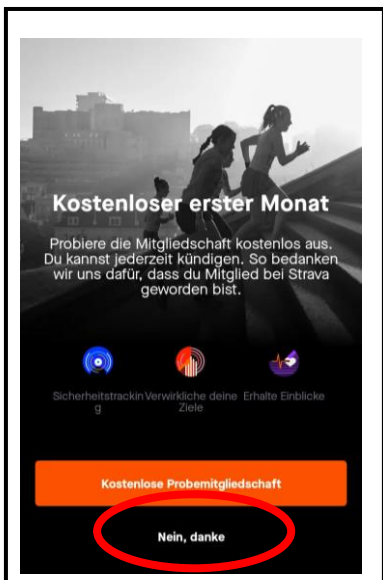 Kostenloser erster Monat
Probiere die Mitgliedschaft kostenlos aus.
Du kannst jederzeit kündigen. So bedanken
wir uns dafür, dass du Mitglied bei Strava
geworden bist.
Sicherheitstrackin
g
Verwirkliche deine
Ziele
Erhalte Einblicke
Kostenlose Probemitgliedschaft
Nein, danke